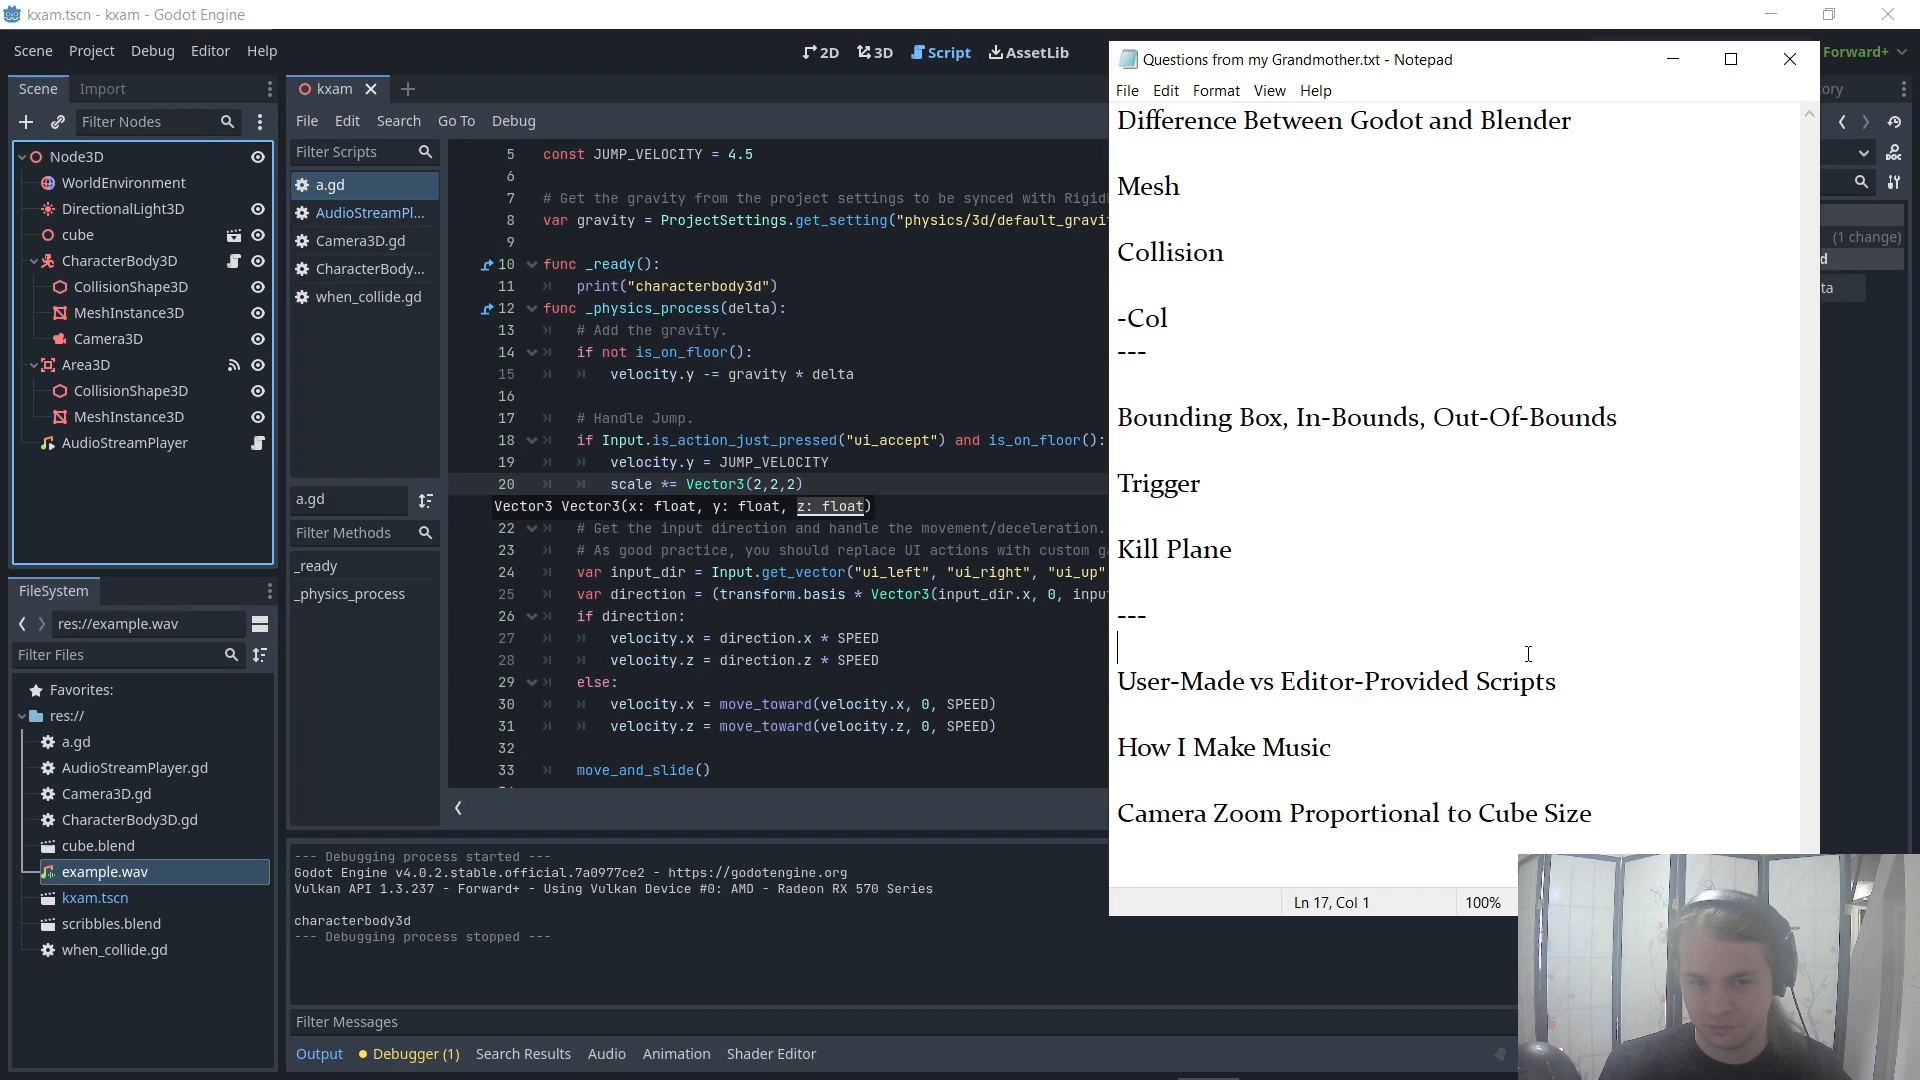 kxam.tscn - kxam - Godot Engine
Scene Project Debug Editor Help
2D 3D Script AssetLib
Forward+
Scene Import
Filter Nodes
Node3D
WorldEnvironment
DirectionalLight3D
cube
CharacterBody3D
CollisionShape3D
MeshInstance3D
Camera3D
Area3D
CollisionShape3D
MeshInstance3D
AudioStreamPlayer
FileSystem
res://example.wav
Filter Files
Favorites:
res://
a.gd
AudioStreamPlayer.gd
Camera3D.gd
CharacterBody3D.gd
cube.blend
example.wav
kxam.tscn
scribbles.blend
when_collide.gd
kxam
File Edit Search Go To Debug
Filter Scripts
a.gd
AudioStreamPl...
Camera3D.gd
CharacterBody...
when_collide.gd
a.gd
Filter Methods
_ready
_physics_process
5 const JUMP_VELOCITY = 4.5
6
7 # Get the gravity from the project settings to be synced with Rigid
8 var gravity = ProjectSettings.get_setting("physics/3d/default_gravi
9
10 func _ready():
11 print("characterbody3d")
12 func _physics_process(delta):
13 # Add the gravity.
14 if not is_on_floor():
15 velocity.y -= gravity * delta
16
17 # Handle Jump.
18 if Input.is_action_just_pressed("ui_accept") and is_on_floor():
19 velocity.y = JUMP_VELOCITY
20 scale *= Vector3(2,2,2)
Vector3 Vector3(x: float, y: float, z: float)
22 # Get the input direction and handle the movement/deceleration.
23 # As good practice, you should replace UI actions with custom ga
24 var input_dir = Input.get_vector("ui_left", "ui_right", "ui_up"
25 var direction = (transform.basis * Vector3(input_dir.x, 0, inpu
26 if direction:
27 velocity.x = direction.x * SPEED
28 velocity.z = direction.z * SPEED
29 else:
30 velocity.x = move_toward(velocity.x, 0, SPEED)
31 velocity.z = move_toward(velocity.z, 0, SPEED)
32
33 move_and_slide()
--- Debugging process started ---
Godot Engine v4.0.2.stable.official.7a0977ce2 - https://godotengine.org
Vulkan API 1.3.237 - Forward+ - Using Vulkan Device #0: AMD - Radeon RX 570 Series
characterbody3d
--- Debugging process stopped ---
Filter Messages
Output Debugger (1) Search Results Audio Animation Shader Editor
Questions from my Grandmother.txt - Notepad
File Edit Format View Help
Difference Between Godot and Blender
Mesh
Collision
-Col
---
Bounding Box, In-Bounds, Out-Of-Bounds
Trigger
Kill Plane
---
User-Made vs Editor-Provided Scripts
How I Make Music
Camera Zoom Proportional to Cube Size
Ln 17, Col 1 100%
ory
(1 change)
d
ta